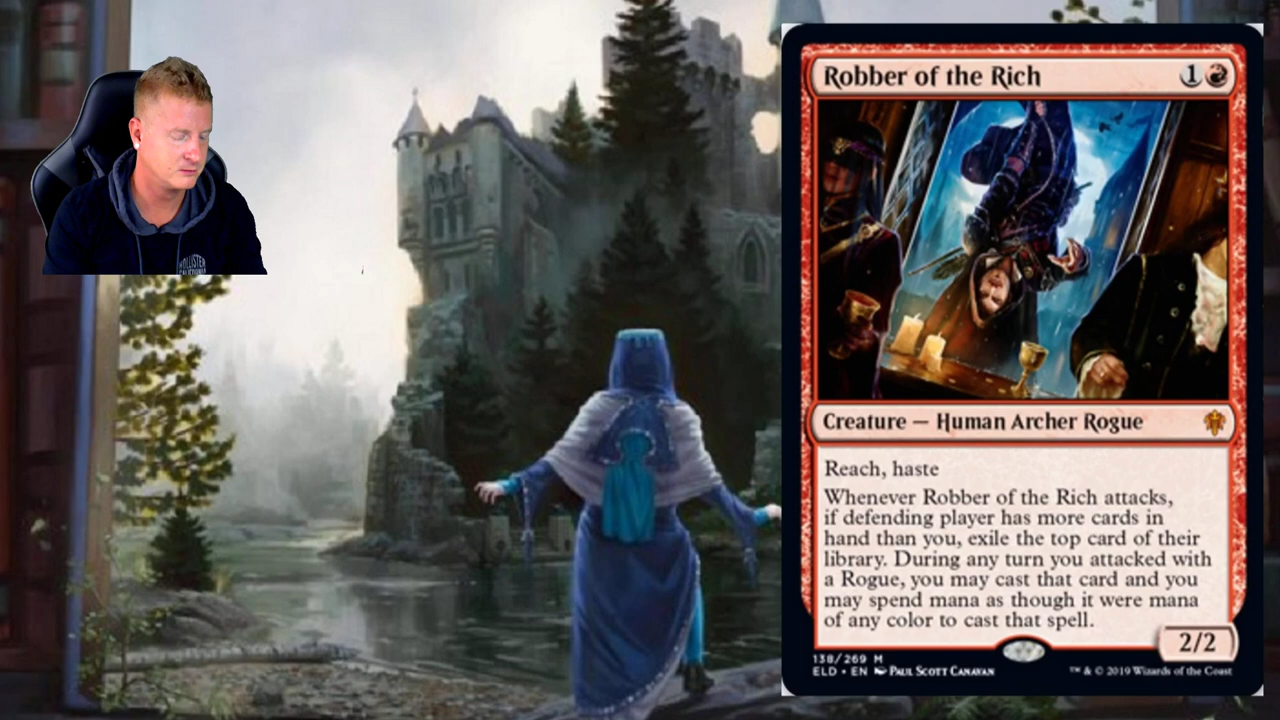 HOLLISTER
CALIFORNIA
Robber of the Rich 1
Creature — Human Archer Rogue
Reach, haste
Whenever Robber of the Rich attacks,
if defending player has more cards in
hand than you, exile the top card of their
library. During any turn you attacked with
a Rogue, you may cast that card and you
may spend mana as though it were mana
of any color to cast that spell.
2/2
138/269 M
ELD • EN PAUL SCOTT CANAVAN ™ & © 2019 Wizards of the Coast